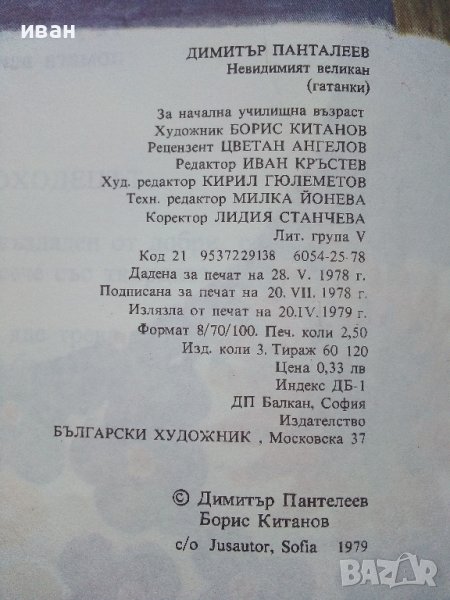 иван
ДИМИТЪР ПАНТАЛЕЕВ
Невидимият великан
(гатанки)
За начална училищна възраст
Художник БОРИС КИТАНОВ
Рецензент ЦВЕТАН АНГЕЛОВ
Редактор ИВАН КРЪСТЕВ
Худ. редактор КИРИЛ ГЮЛЕМЕТОВ
Техн. редактор МИЛКА ЙОНЕВА
Коректор ЛИДИЯ СТАНЧЕВА
Лит. група V
Код 21 9537229138 6054-25-78
Дадена за печат на 28. V. 1978 г.
Подписана за печат на 20. VII. 1978 г.
Излязла от печат на 20.IV. 1979 г.
Формат 8/70/100. Печ. коли 2,50
Изд. коли 3. Тираж 60 120
Цена 0,33 лв
Индекс ДБ-1
ДП Балкан, София
Издателство
БЪЛГАРСКИ ХУДОЖНИК , Московска 37
© Димитър Пантелеев
Борис Китанов
c/o Jusautor, Sofia 1979
BAZAR